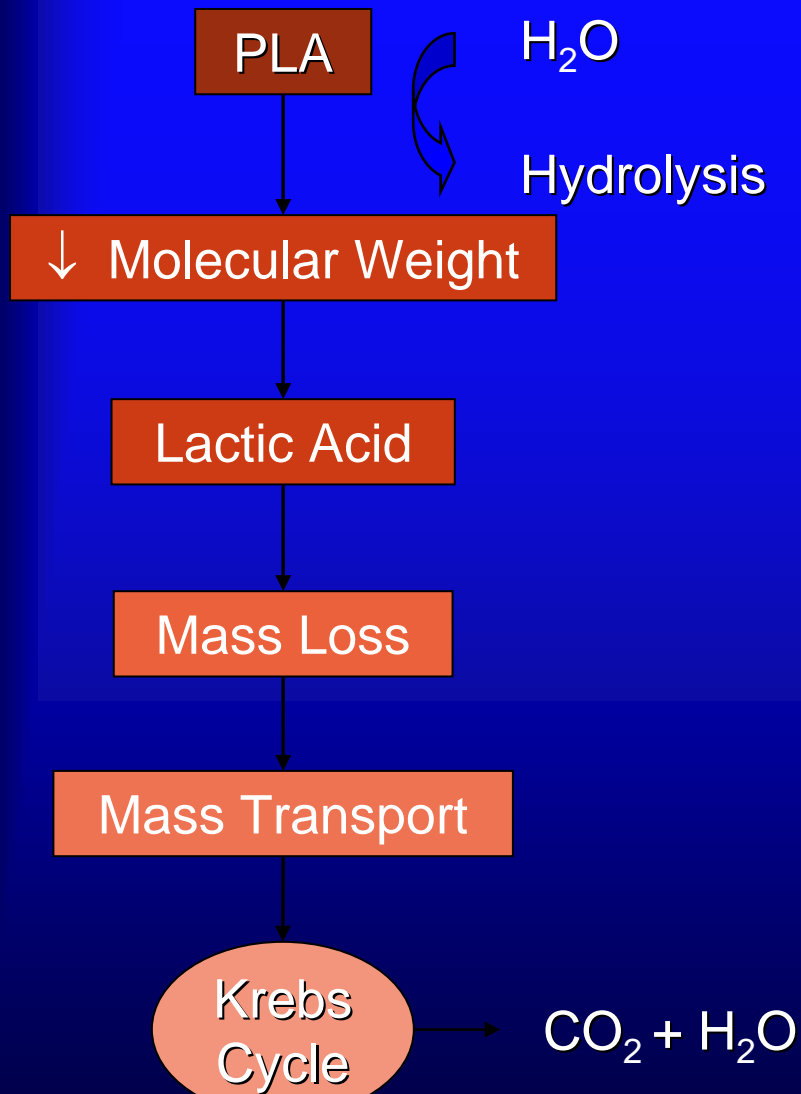 PLA
H₂O
Hydrolysis
↓ Molecular Weight
Lactic Acid
Mass Loss
Mass Transport
Krebs
Cycle
CO₂ + H₂O